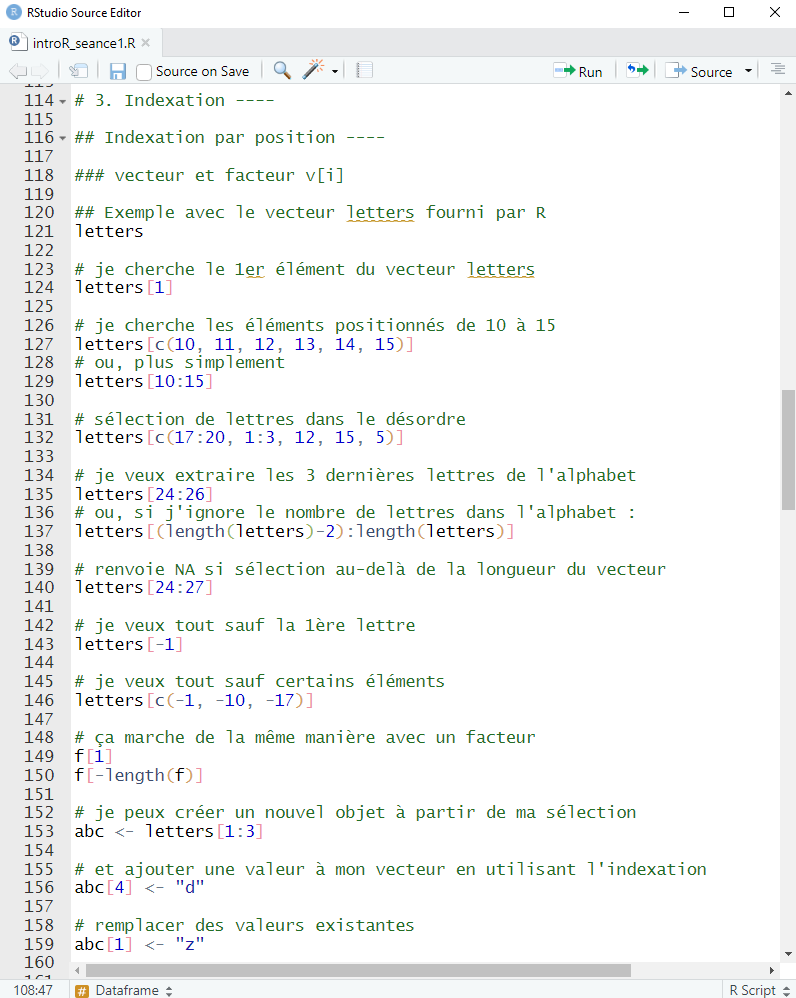 RStudio Source Editor
introR_seance1.R
Source on Save
Run
Source
114 # 3. Indexation ----
115
116 ## Indexation par position ----
117
118 ### vecteur et facteur v[i]
119
120 ## Exemple avec le vecteur letters fourni par R
121 letters
122
123 # je cherche le 1er élément du vecteur letters
124 letters[1]
125
126 # je cherche les éléments positionnés de 10 à 15
127 letters[c(10, 11, 12, 13, 14, 15)]
128 # ou, plus simplement
129 letters[10:15]
130
131 # sélection de lettres dans le désordre
132 letters[c(17:20, 1:3, 12, 15, 5)]
133
134 # je veux extraire les 3 dernières lettres de l'alphabet
135 letters[24:26]
136 # ou, si j'ignore le nombre de lettres dans l'alphabet :
137 letters[(length(letters)-2):length(letters)]
138
139 # renvoie NA si sélection au-delà de la longueur du vecteur
140 letters[24:27]
141
142 # je veux tout sauf la 1ère lettre
143 letters[-1]
144
145 # je veux tout sauf certains éléments
146 letters[c(-1, -10, -17)]
147
148 # ça marche de la même manière avec un facteur
149 f[1]
150 f[-length(f)]
151
152 # je peux créer un nouvel objet à partir de ma sélection
153 abc <- letters[1:3]
154
155 # et ajouter une valeur à mon vecteur en utilisant l'indexation
156 abc[4] <- "d"
157
158 # remplacer des valeurs existantes
159 abc[1] <- "z"
160
108:47 # Dataframe R Script